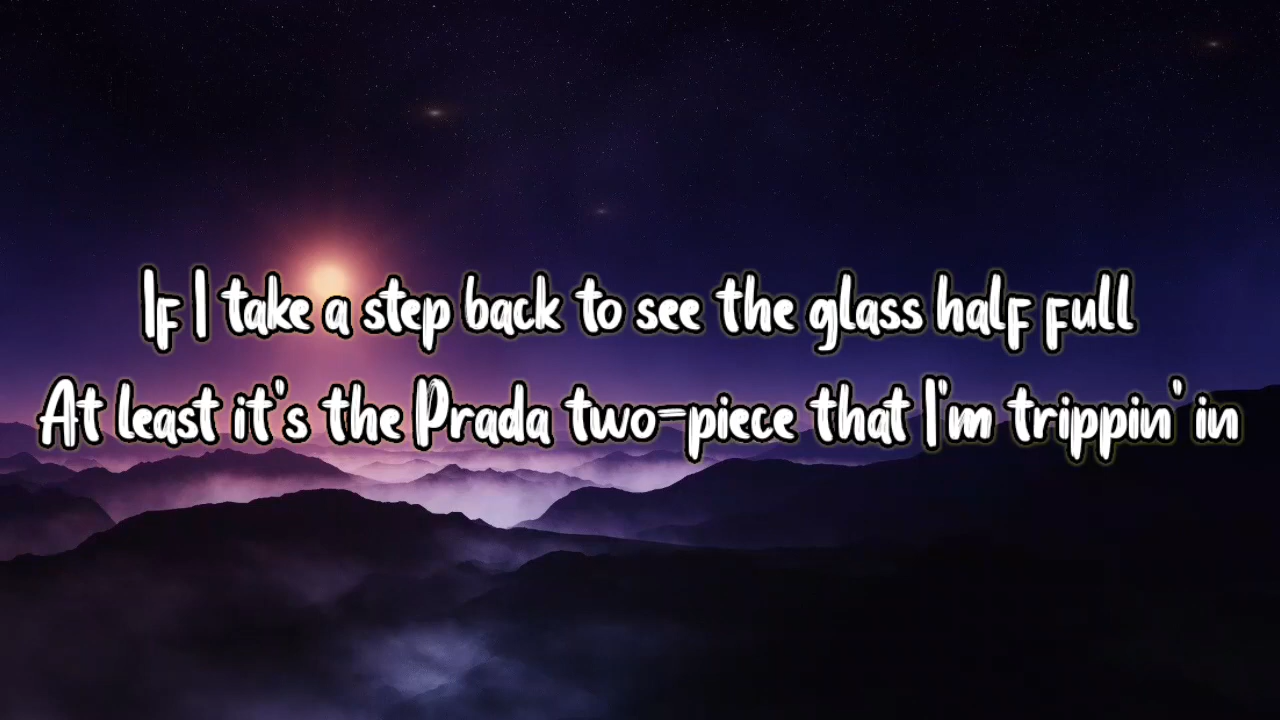 If I take a step back to see the glass half full
At least it's the Prada two-piece that I'm trippin' in